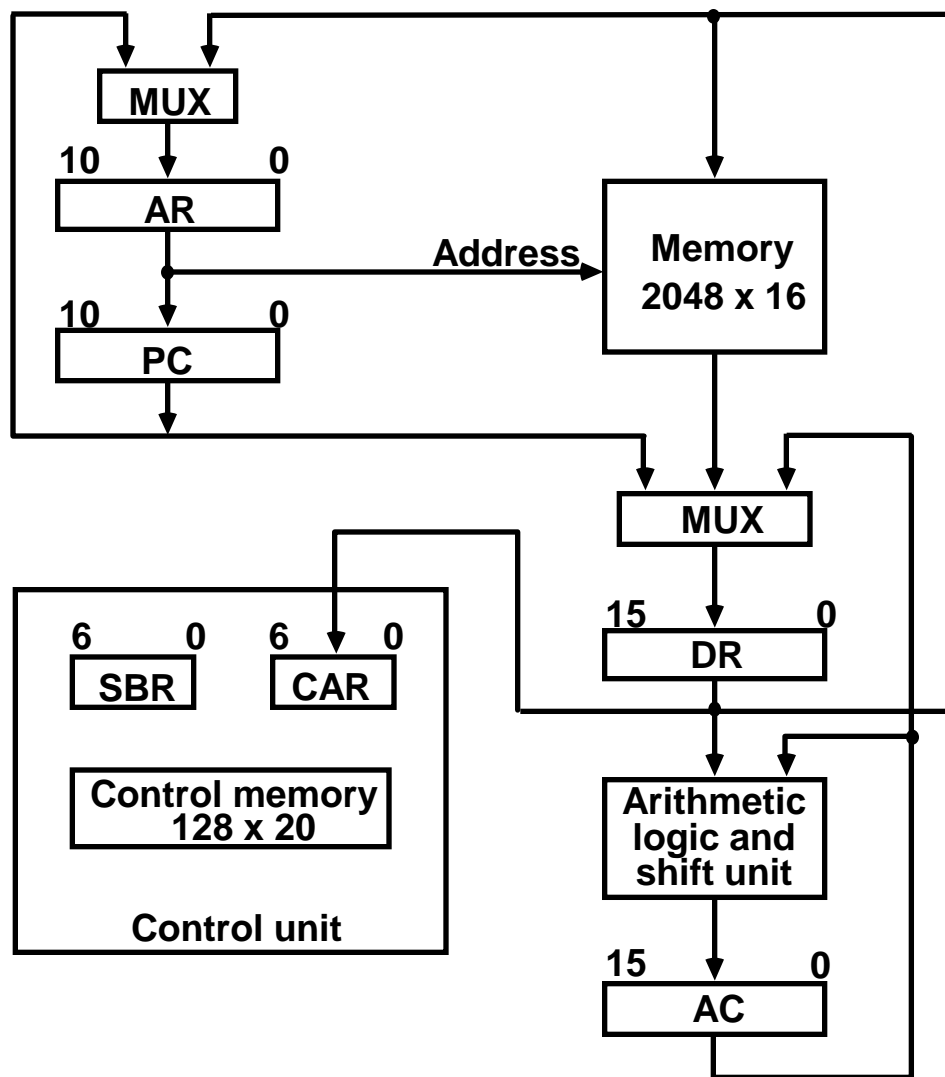 MUX
10 0
AR
Address
Memory
2048 x 16
10 0
PC
MUX
15 0
DR
6 0
6 0
SBR
CAR
Control memory
128 x 20
Control unit
Arithmetic
logic and
shift unit
15 0
AC